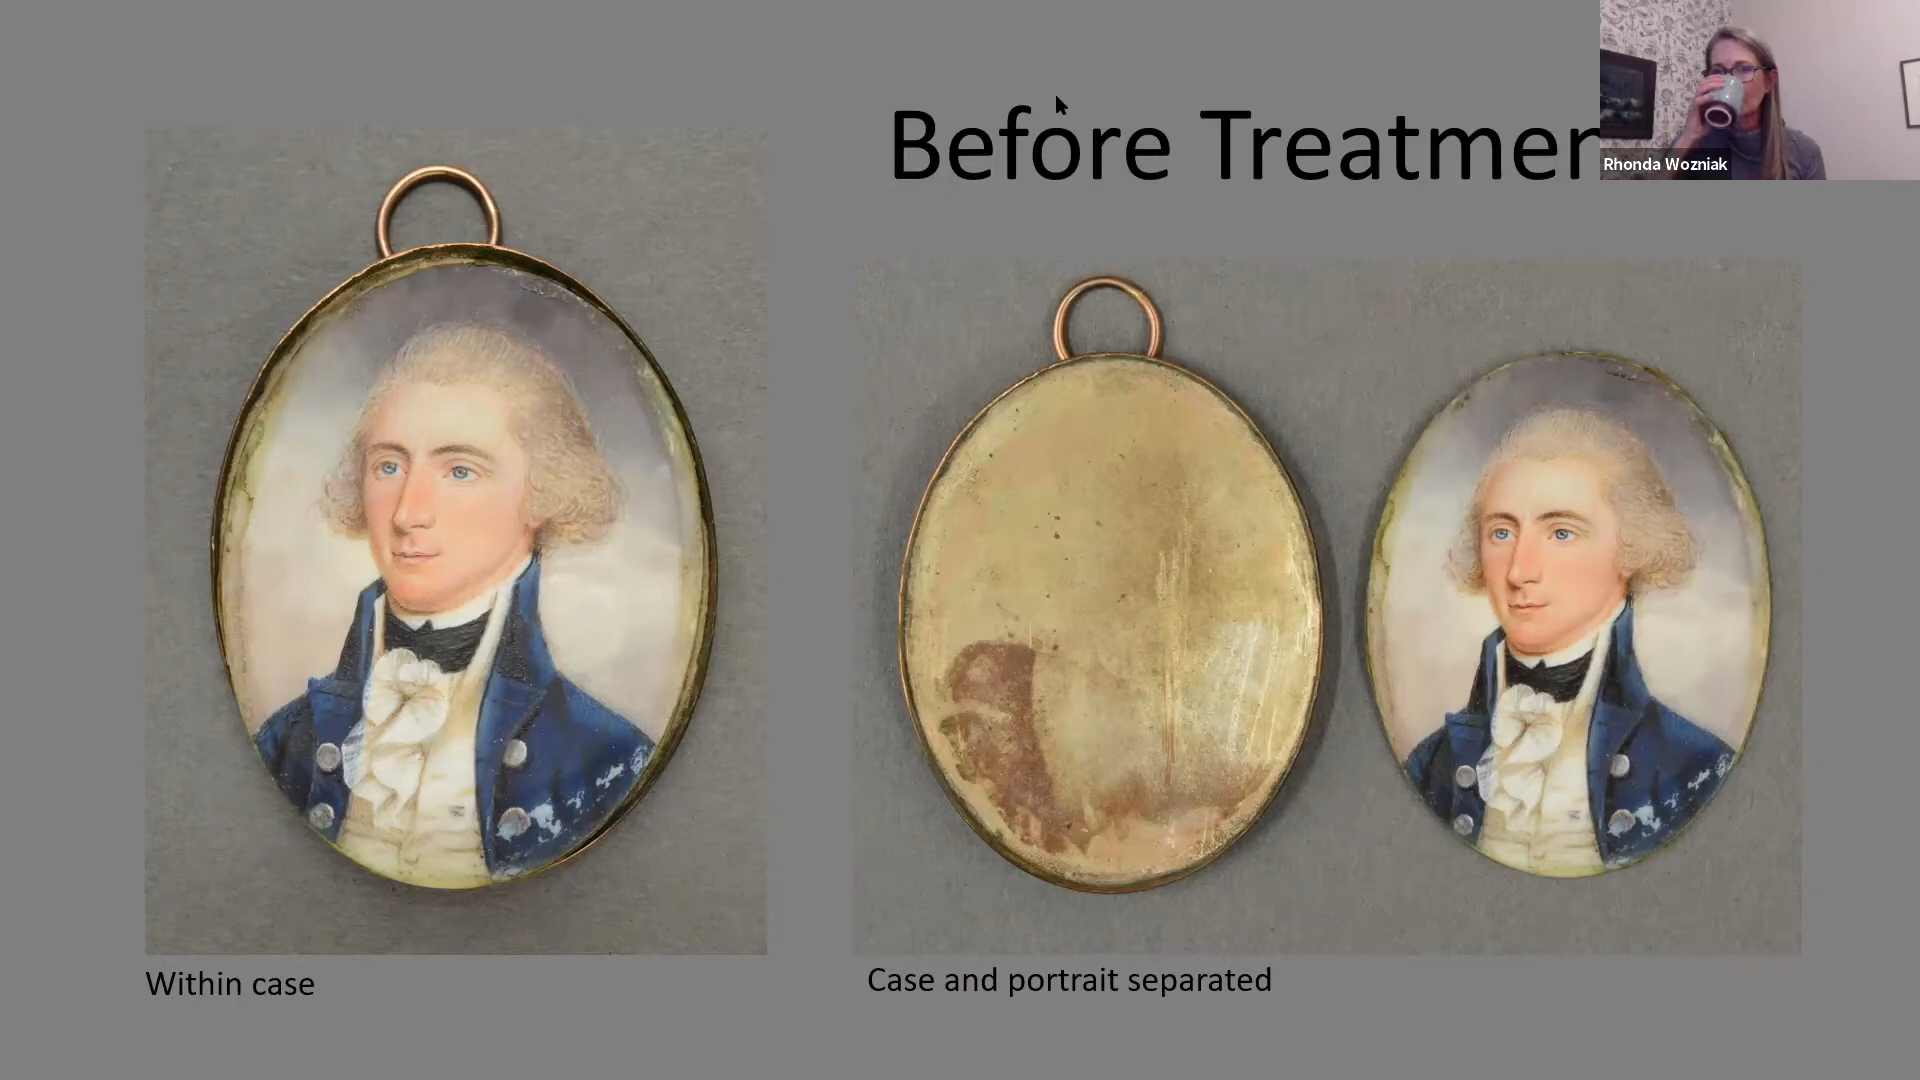 Before Treatmen
Rhonda Wozniak
Within case
Case and portrait separated